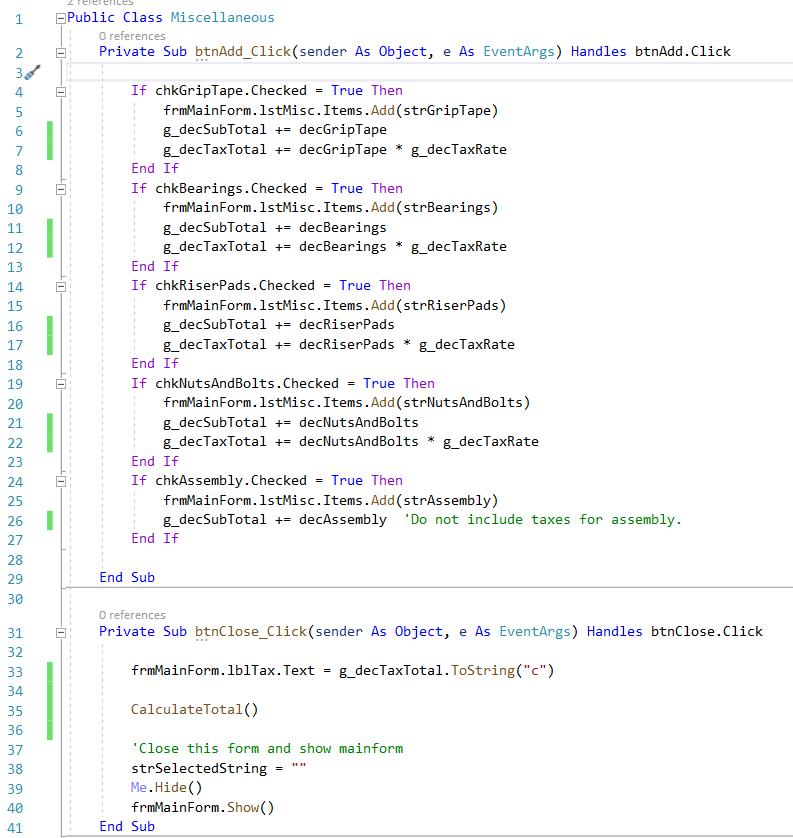 2 references
1 Public Class Miscellaneous
0 references
2 Private Sub btnAdd_Click(sender As Object, e As EventArgs) Handles btnAdd.Click
3
4 If chkGripTape.Checked = True Then
5 frmMainForm.lstMisc.Items.Add(strGripTape)
6 g_decSubTotal += decGripTape
7 g_decTaxTotal += decGripTape * g_decTaxRate
8 End If
9 If chkBearings.Checked = True Then
10 frmMainForm.lstMisc.Items.Add(strBearings)
11 g_decSubTotal += decBearings
12 g_decTaxTotal += decBearings * g_decTaxRate
13 End If
14 If chkRiserPads.Checked = True Then
15 frmMainForm.lstMisc.Items.Add(strRiserPads)
16 g_decSubTotal += decRiserPads
17 g_decTaxTotal += decRiserPads * g_decTaxRate
18 End If
19 If chkNutsAndBolts.Checked = True Then
20 frmMainForm.lstMisc.Items.Add(strNutsAndBolts)
21 g_decSubTotal += decNutsAndBolts
22 g_decTaxTotal += decNutsAndBolts * g_decTaxRate
23 End If
24 If chkAssembly.Checked = True Then
25 frmMainForm.lstMisc.Items.Add(strAssembly)
26 g_decSubTotal += decAssembly 'Do not include taxes for assembly.
27 End If
28
29 End Sub
30
0 references
31 Private Sub btnClose_Click(sender As Object, e As EventArgs) Handles btnClose.Click
32
33 frmMainForm.lblTax.Text = g_decTaxTotal.ToString("c")
34
35 CalculateTotal()
36
37 'Close this form and show mainform
38 strSelectedString = ""
39 Me.Hide()
40 frmMainForm.Show()
41 End Sub